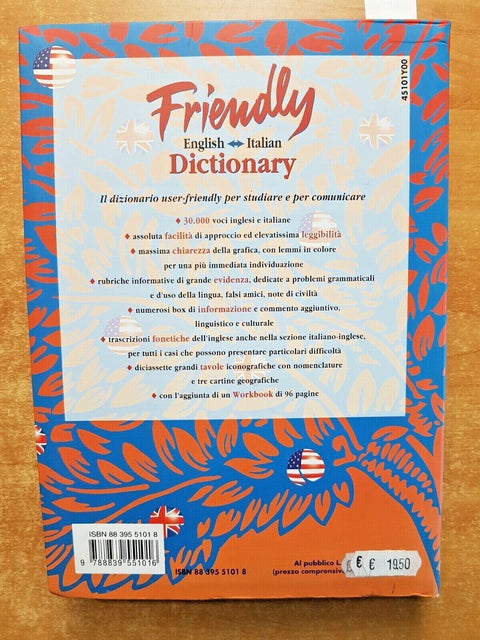 45101Y00
Friendly
English ⇔ Italian
Dictionary
Il dizionario user-friendly per studiare e per comunicare
♦ 30.000 voci inglesi e italiane
♦ assoluta facilità di approccio ed elevatissima leggibilità
♦ massima chiarezza della grafica, con lemmi in colore
per una più immediata individuazione
♦ rubriche informative di grande evidenza, dedicate a problemi grammaticali
e d'uso della lingua, falsi amici, note di civiltà
♦ numerosi box di informazione e commento aggiuntivo,
linguistico e culturale
♦ trascrizioni fonetiche dell'inglese anche nella sezione italiano-inglese,
per tutti i casi che possono presentare particolari difficoltà
♦ diciassette grandi tavole iconografiche con nomenclature
e tre cartine geografiche
♦ con l'aggiunta di un Workbook di 96 pagine
ISBN 88 395 5101 8
9 788839 551016
ISBN 88 395 5101 8
Al pubblico L.
(prezzo comprensiv
€ € 19.50